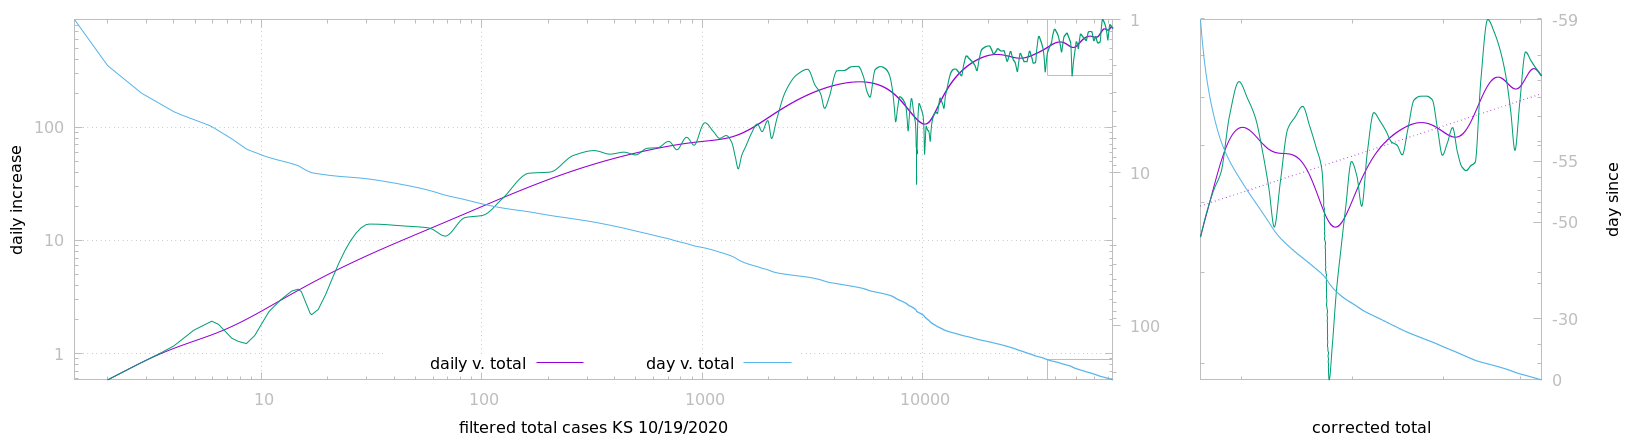 daily increase
100
10
1
10
100
1000
10000
1
10
100
daily v. total
day v. total
filtered total cases KS 10/19/2020
-59
-55
-50
-30
0
day since
corrected total